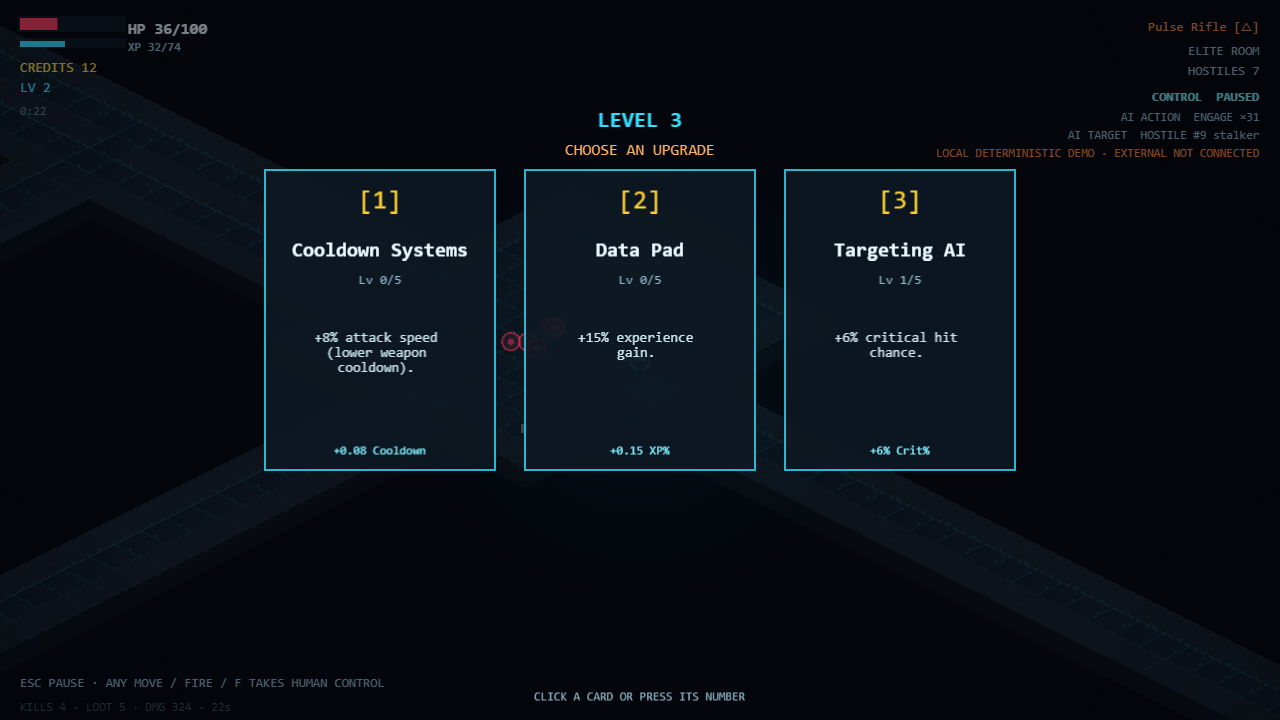 HP 36/100
XP 32/74
CREDITS 12
LV 2
0:22
Pulse Rifle [△]
ELITE ROOM
HOSTILES 7
CONTROL PAUSED
AI ACTION ENGAGE ×31
AI TARGET HOSTILE #9 stalker
LOCAL DETERMINISTIC DEMO · EXTERNAL NOT CONNECTED
LEVEL 3
CHOOSE AN UPGRADE
[1]
Cooldown Systems
Lv 0/5
+8% attack speed
(lower weapon
cooldown).
+0.08 Cooldown
[2]
Data Pad
Lv 0/5
+15% experience
gain.
+0.15 XP%
[3]
Targeting AI
Lv 1/5
+6% critical hit
chance.
+6% Crit%
ESC PAUSE · ANY MOVE / FIRE / F TAKES HUMAN CONTROL
KILLS 4 · LOOT 5 · DMG 324 · 22s
CLICK A CARD OR PRESS ITS NUMBER